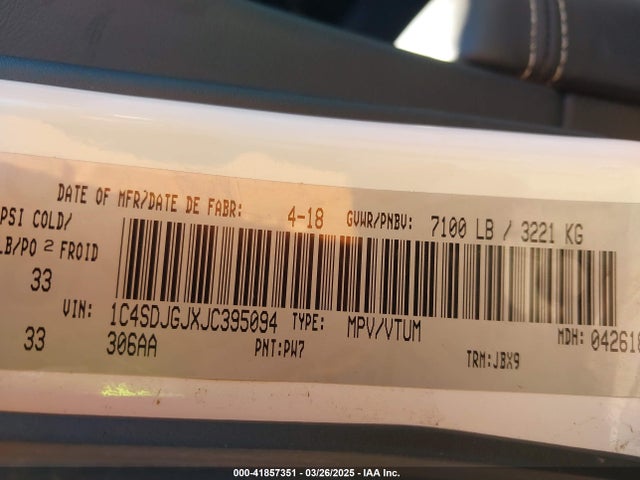 DATE OF MFR/DATE DE FABR: 4-18 GVWR/PNBV: 7100 LB / 3221 KG
PSI COLD/
LB/PO 2 FROID
33
VIN: 1C4SDJGJXJC395094 TYPE: MPV/VTUM MDH: 04261
33 306AA PNT:PW7 TRM:JBX9
000-41857351 | 03/26/2025 - IAA Inc.